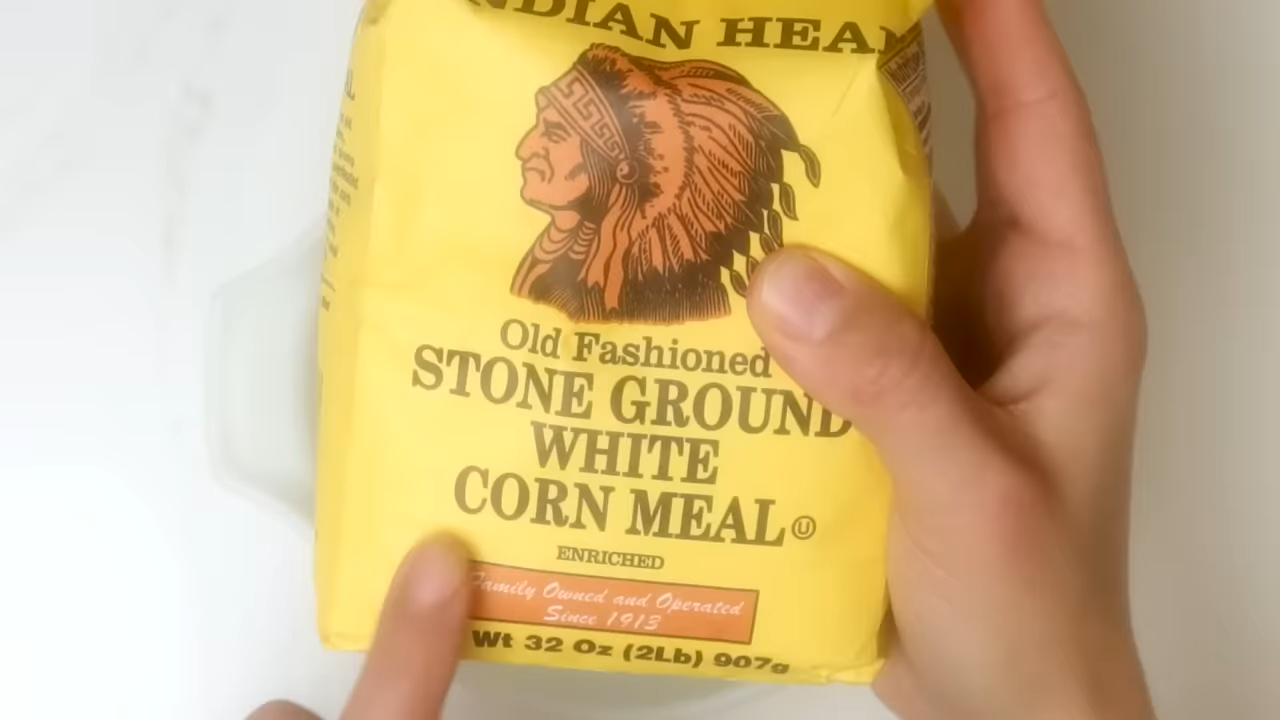 INDIAN HEA
Old Fashioned
STONE GROUND
WHITE
CORN MEAL Ⓤ
ENRICHED
Family Owned and Operated
Since 1913
Wt 32 Oz (2Lb) 907g